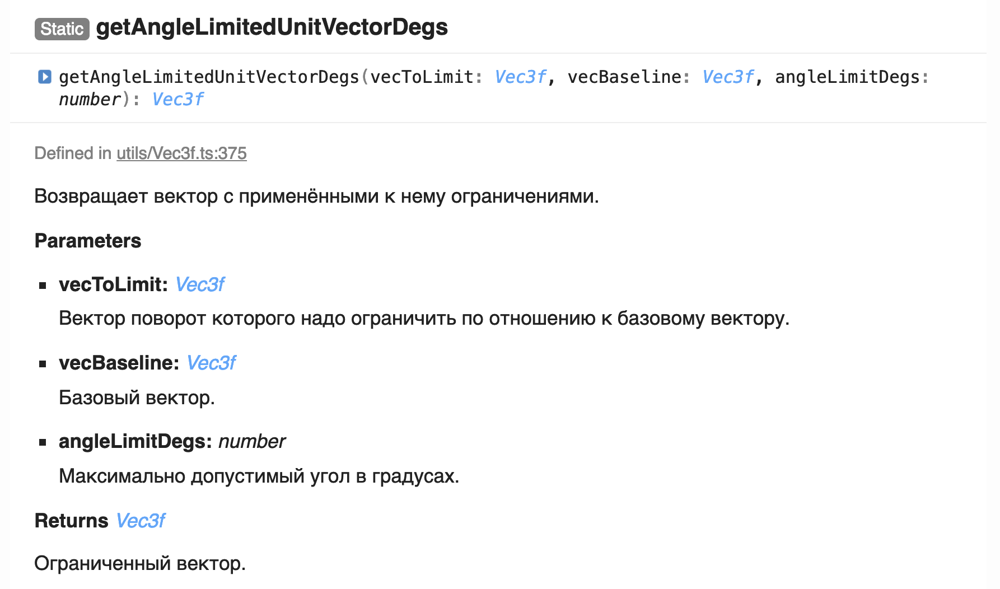 Static getAngleLimitedUnitVectorDegs
getAngleLimitedUnitVectorDegs(vecToLimit: Vec3f, vecBaseline: Vec3f, angleLimitDegs:
number): Vec3f
Defined in utils/Vec3f.ts:375
Возвращает вектор с применёнными к нему ограничениями.
Parameters
vecToLimit: Vec3f
Вектор поворот которого надо ограничить по отношению к базовому вектору.
vecBaseline: Vec3f
Базовый вектор.
angleLimitDegs: number
Максимально допустимый угол в градусах.
Returns Vec3f
Ограниченный вектор.